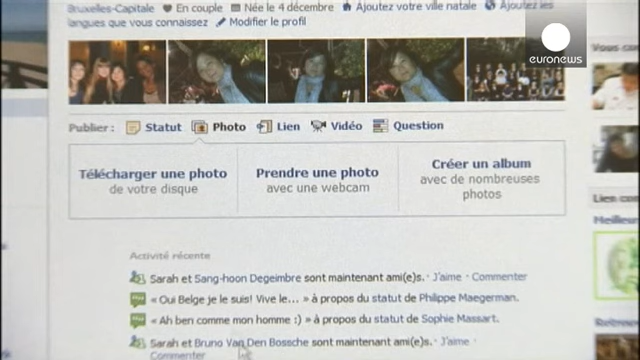 Bruxelles-Capitale En couple Née le 4 décembre Ajoutez votre ville natale Ajoutez les
langues que vous connaissez Modifier le profil
euronews
Vous
Publier : Statut Photo Lien Vidéo Question
Télécharger une photo
de votre disque
Prendre une photo
avec une webcam
Créer un album
avec de nombreuses
photos
Lien
Activité récente
Sarah et Sang-hoon Degeimbre sont maintenant ami(e)s. · J'aime · Commenter
« Oui Belge je le suis! Vive le... » à propos du statut de Philippe Maegerman.
« Ah ben comme mon homme :) » à propos du statut de Sophie Massart.
Sarah et Bruno Van Den Bossche sont maintenant ami(e)s. · J'aime ·
Commenter